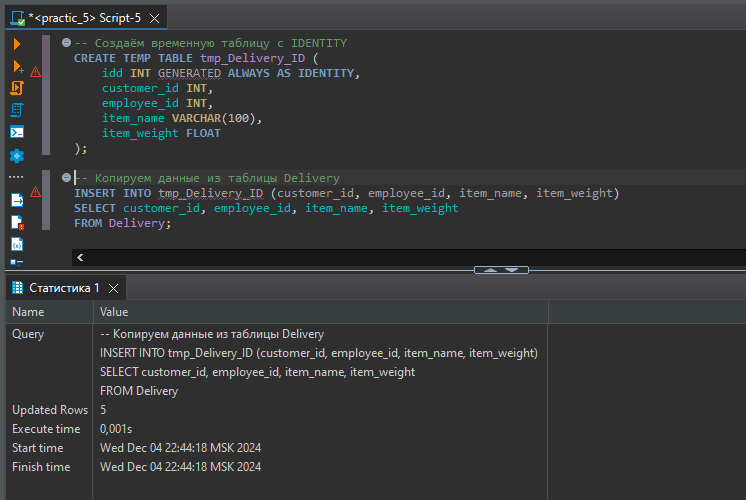 *<practic_5> Script-5
-- Создаём временную таблицу с IDENTITY
CREATE TEMP TABLE tmp_Delivery_ID (
idd INT GENERATED ALWAYS AS IDENTITY,
customer_id INT,
employee_id INT,
item_name VARCHAR(100),
item_weight FLOAT
);
-- Копируем данные из таблицы Delivery
INSERT INTO tmp_Delivery_ID (customer_id, employee_id, item_name, item_weight)
SELECT customer_id, employee_id, item_name, item_weight
FROM Delivery;
Статистика 1
Name Value
Query -- Копируем данные из таблицы Delivery
INSERT INTO tmp_Delivery_ID (customer_id, employee_id, item_name, item_weight)
SELECT customer_id, employee_id, item_name, item_weight
FROM Delivery
Updated Rows 5
Execute time 0,001s
Start time Wed Dec 04 22:44:18 MSK 2024
Finish time Wed Dec 04 22:44:18 MSK 2024